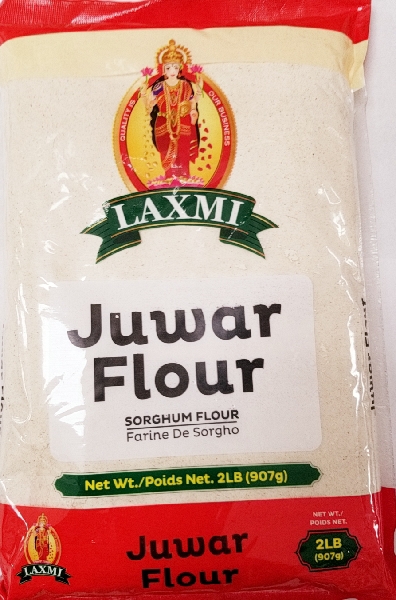 QUALITY IS OUR BUSINESS
LAXMI
Juwar
Flour
SORGHUM FLOUR
Farine De Sorgho
Net Wt./Poids Net. 2LB (907g)
NET WT./
POIDS NET.
2LB
(907g)
LAXMI
Juwar
Flour